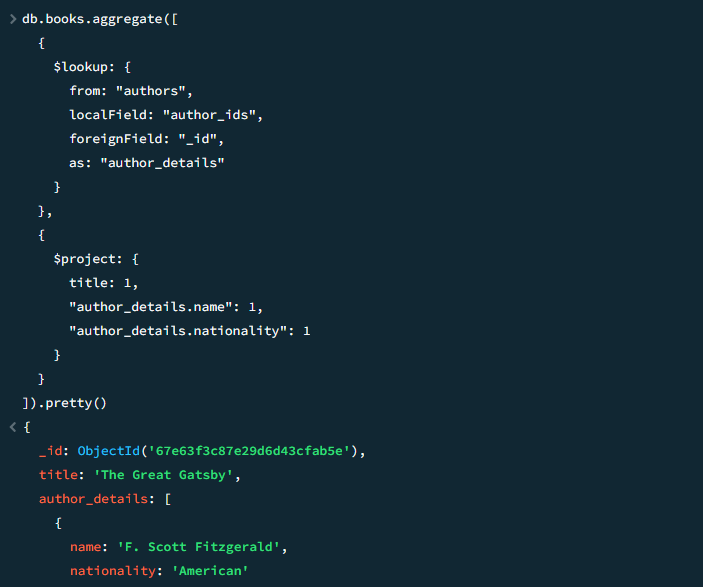 db.books.aggregate([
  {
    $lookup: {
      from: "authors",
      localField: "author_ids",
      foreignField: "_id",
      as: "author_details"
    }
  },
  {
    $project: {
      title: 1,
      "author_details.name": 1,
      "author_details.nationality": 1
    }
  }
]).pretty()
{
  _id: ObjectId('67e63f3c87e29d6d43cfab5e'),
  title: 'The Great Gatsby',
  author_details: [
    {
      name: 'F. Scott Fitzgerald',
      nationality: 'American'